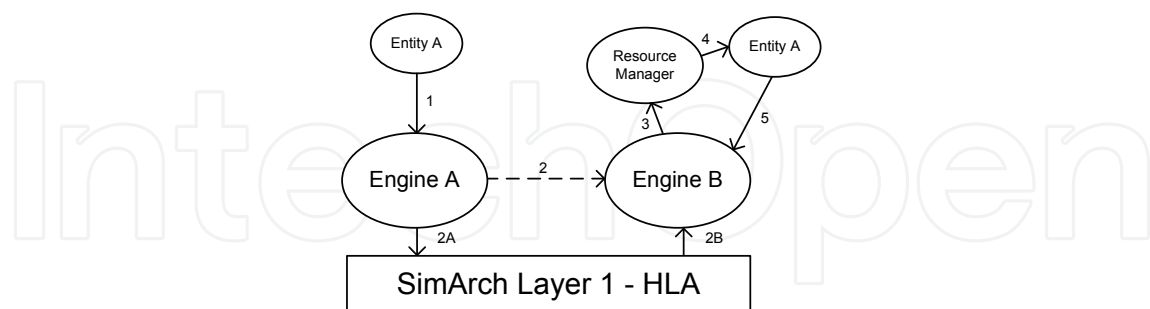 Entity A
Resource
Manager
4
Entity A
1
3
5
Engine A
2
Engine B
2A
2B
SimArch Layer 1 - HLA
IntechOpen